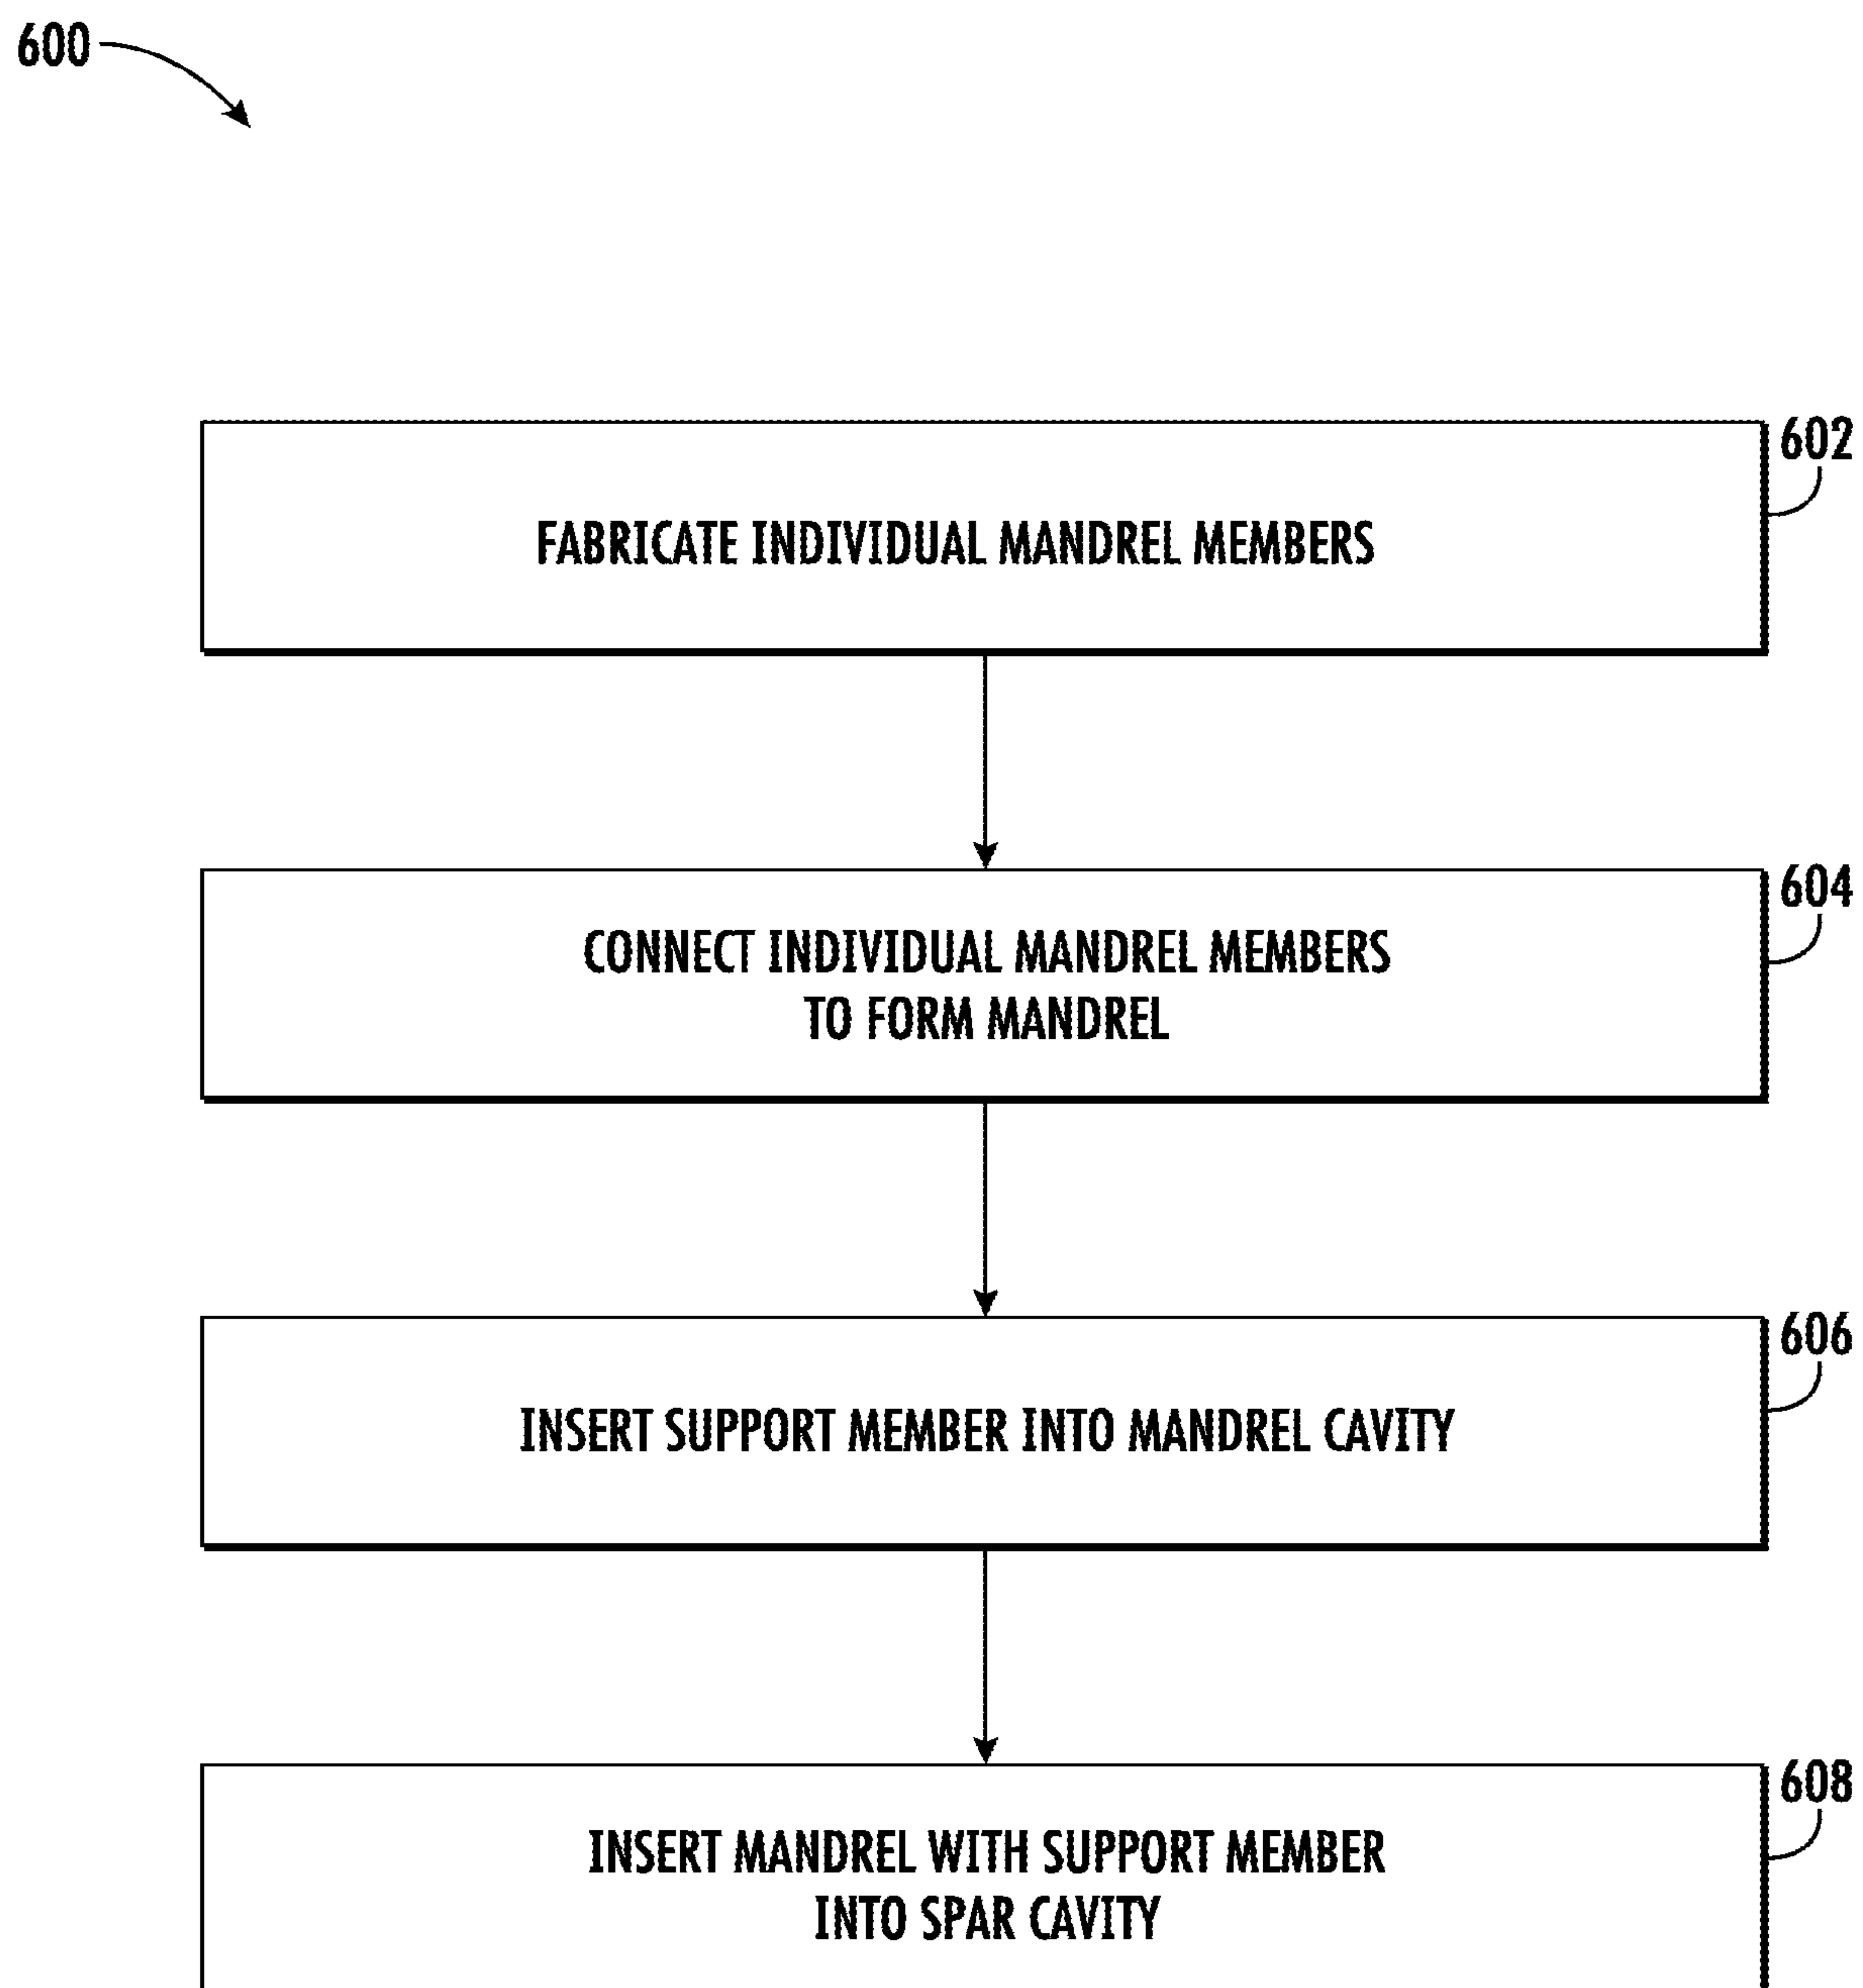 600
602
FABRICATE INDIVIDUAL MANDREL MEMBERS
604
CONNECT INDIVIDUAL MANDREL MEMBERS
TO FORM MANDREL
606
INSERT SUPPORT MEMBER INTO MANDREL CAVITY
608
INSERT MANDREL WITH SUPPORT MEMBER
INTO SPAR CAVITY